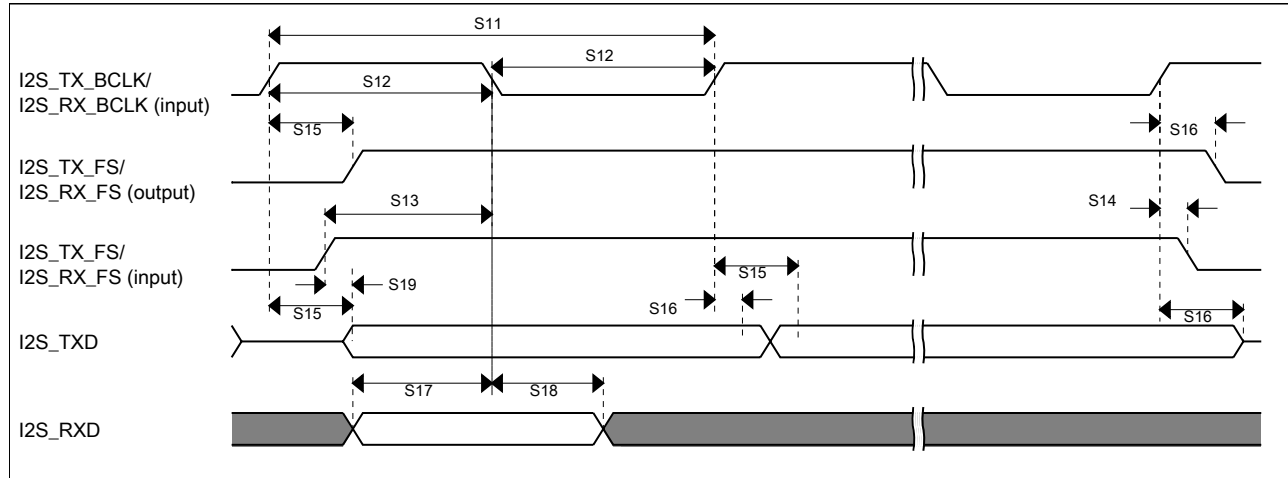 S11
S12
I2S_TX_BCLK/
I2S_RX_BCLK (input)
S12
S15
S16
I2S_TX_FS/
I2S_RX_FS (output)
S13
S14
I2S_TX_FS/
I2S_RX_FS (input)
S15
S19
S15
S16
S16
I2S_TXD
S17
S18
I2S_RXD